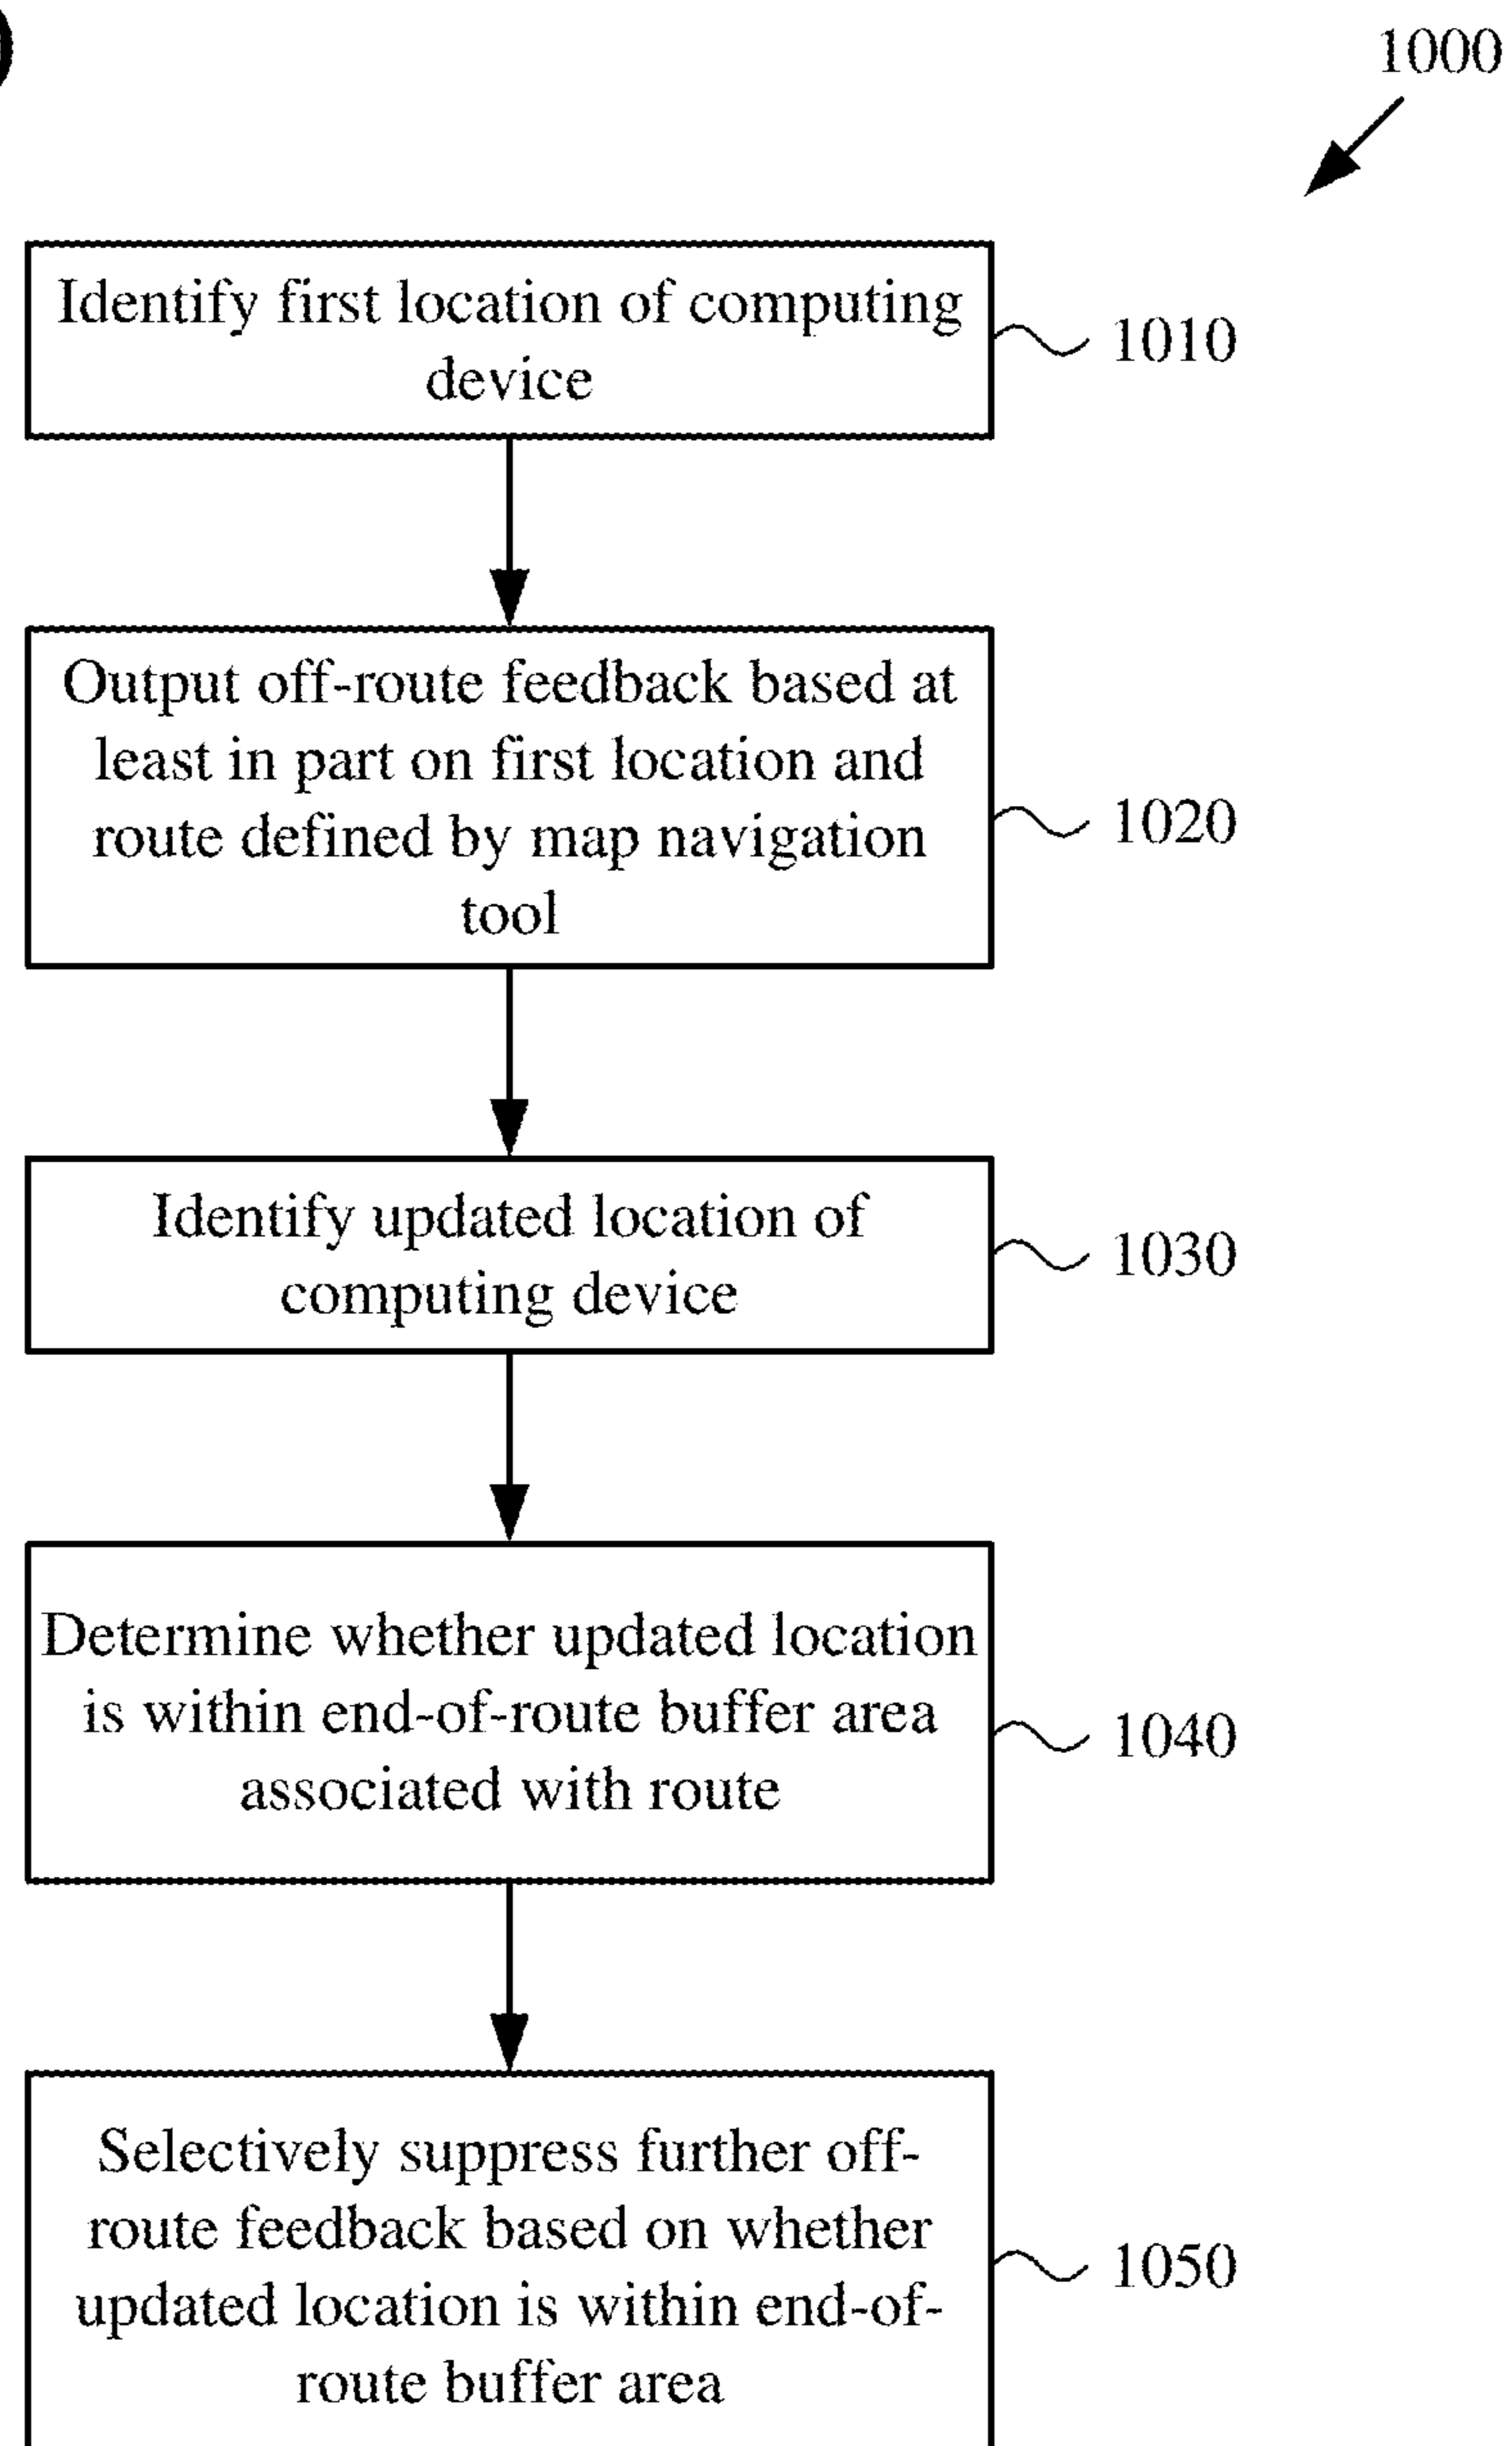 1000
Identify first location of computing
device
1010
Output off-route feedback based at
least in part on first location and
route defined by map navigation
tool
1020
Identify updated location of
computing device
1030
Determine whether updated location
is within end-of-route buffer area
associated with route
1040
Selectively suppress further off-
route feedback based on whether
updated location is within end-of-
route buffer area
1050